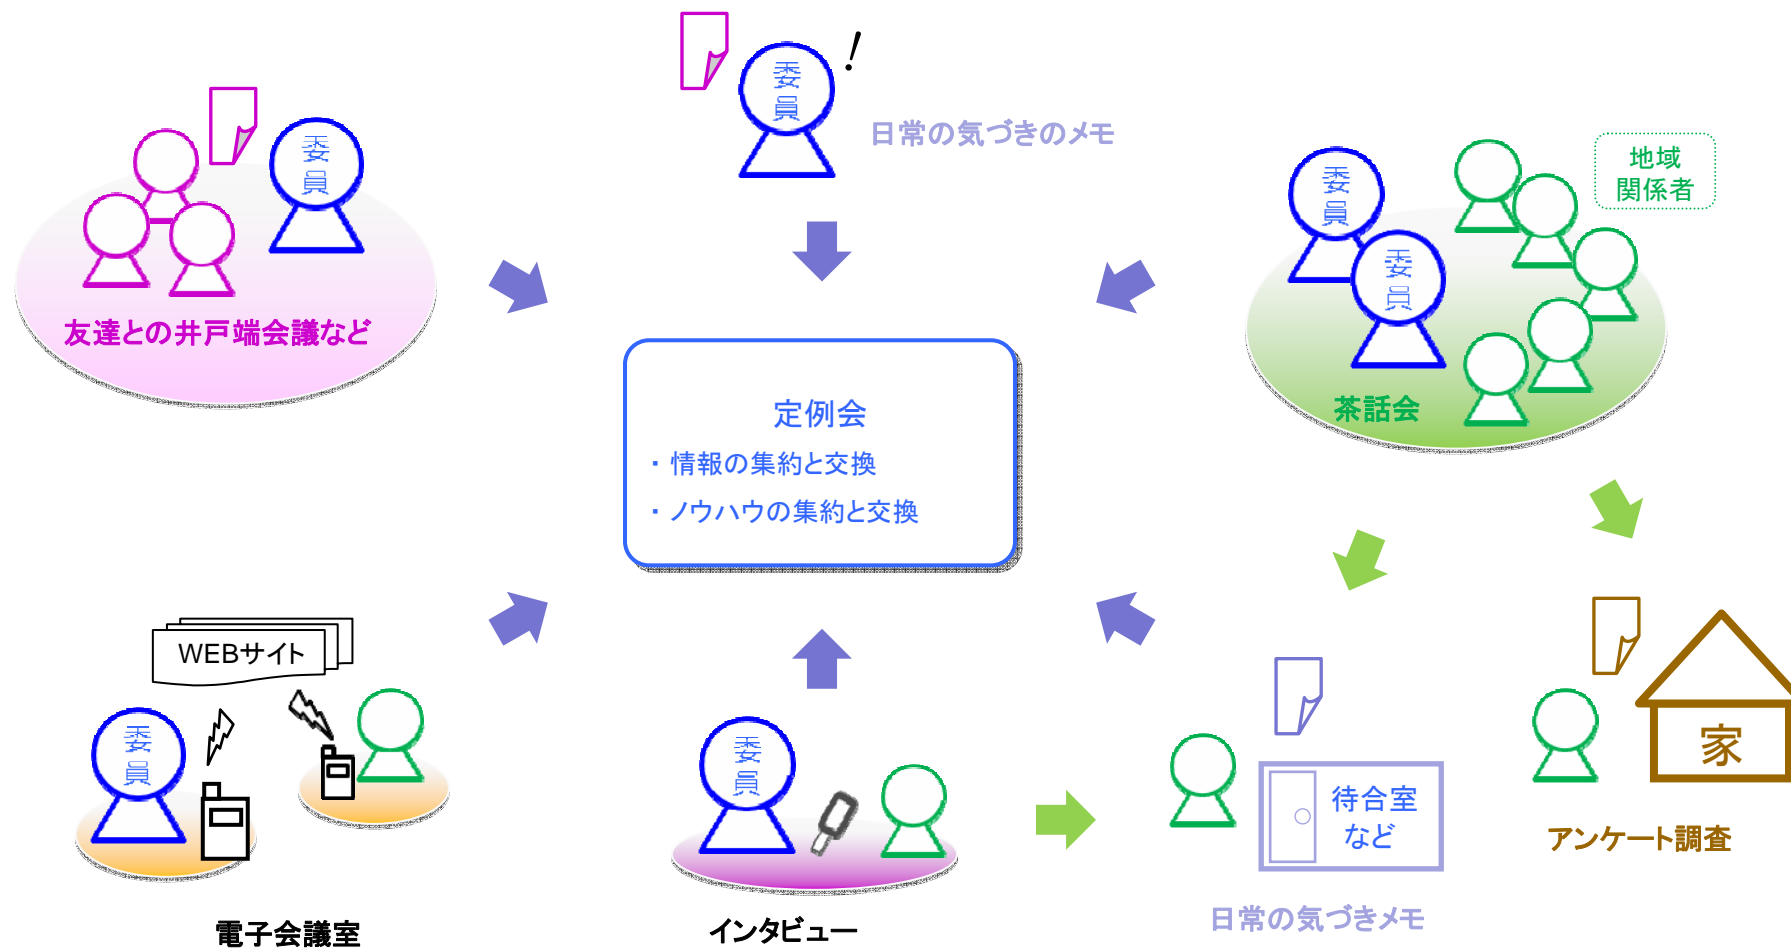 委員
日常の気づきのメモ
委員
友達との井戸端会議など
地域
関係者
委員
委員
茶話会
定例会
・ 情報の集約と交換
・ ノウハウの集約と交換
WEBサイト
委員
電子会議室
委員
インタビュー
待合室
など
日常の気づきメモ
家
アンケート調査